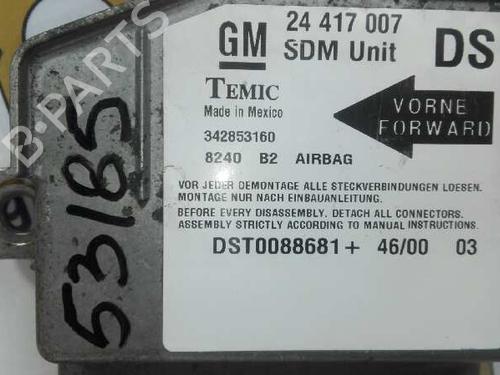 GM 24 417 007 DS
SDM Unit
TEMIC
Made in Mexico
342853160
8240 B2 AIRBAG
VORNE
FORWARD
VOR JEDER DEMONTAGE ALLE STECKVERBINDUNGEN LOESEN.
MONTAGE NUR NACH EINBAUANLEITUNG.
BEFORE EVERY DISASSEMBLY, DETACH ALL CONNECTORS.
ASSEMBLY STRICTLY ACCORDING TO MANUAL INSTRUCTIONS.
DST0088681+ 46/00 03
53185
B-PARTS